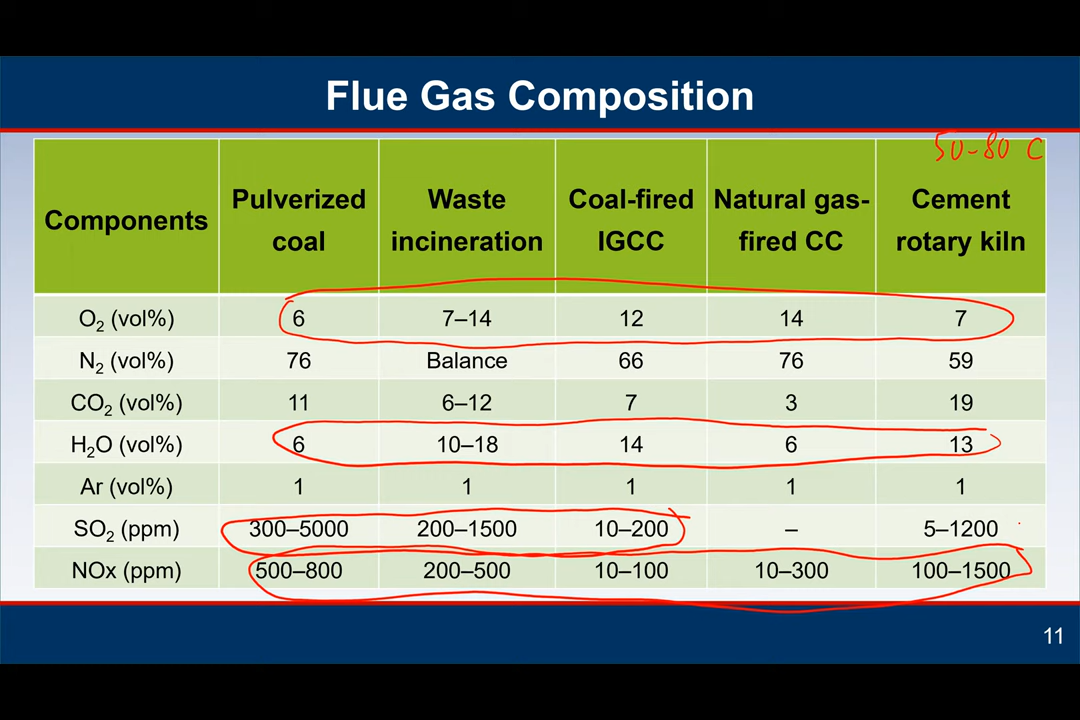 Flue Gas Composition
50-80 C
Components Pulverized coal Waste incineration Coal-fired IGCC Natural gas-fired CC Cement rotary kiln
O₂ (vol%) 6 7–14 12 14 7
N₂ (vol%) 76 Balance 66 76 59
CO₂ (vol%) 11 6–12 7 3 19
H₂O (vol%) 6 10–18 14 6 13
Ar (vol%) 1 1 1 1 1
SO₂ (ppm) 300–5000 200–1500 10–200 – 5–1200
NOx (ppm) 500–800 200–500 10–100 10–300 100–1500
11